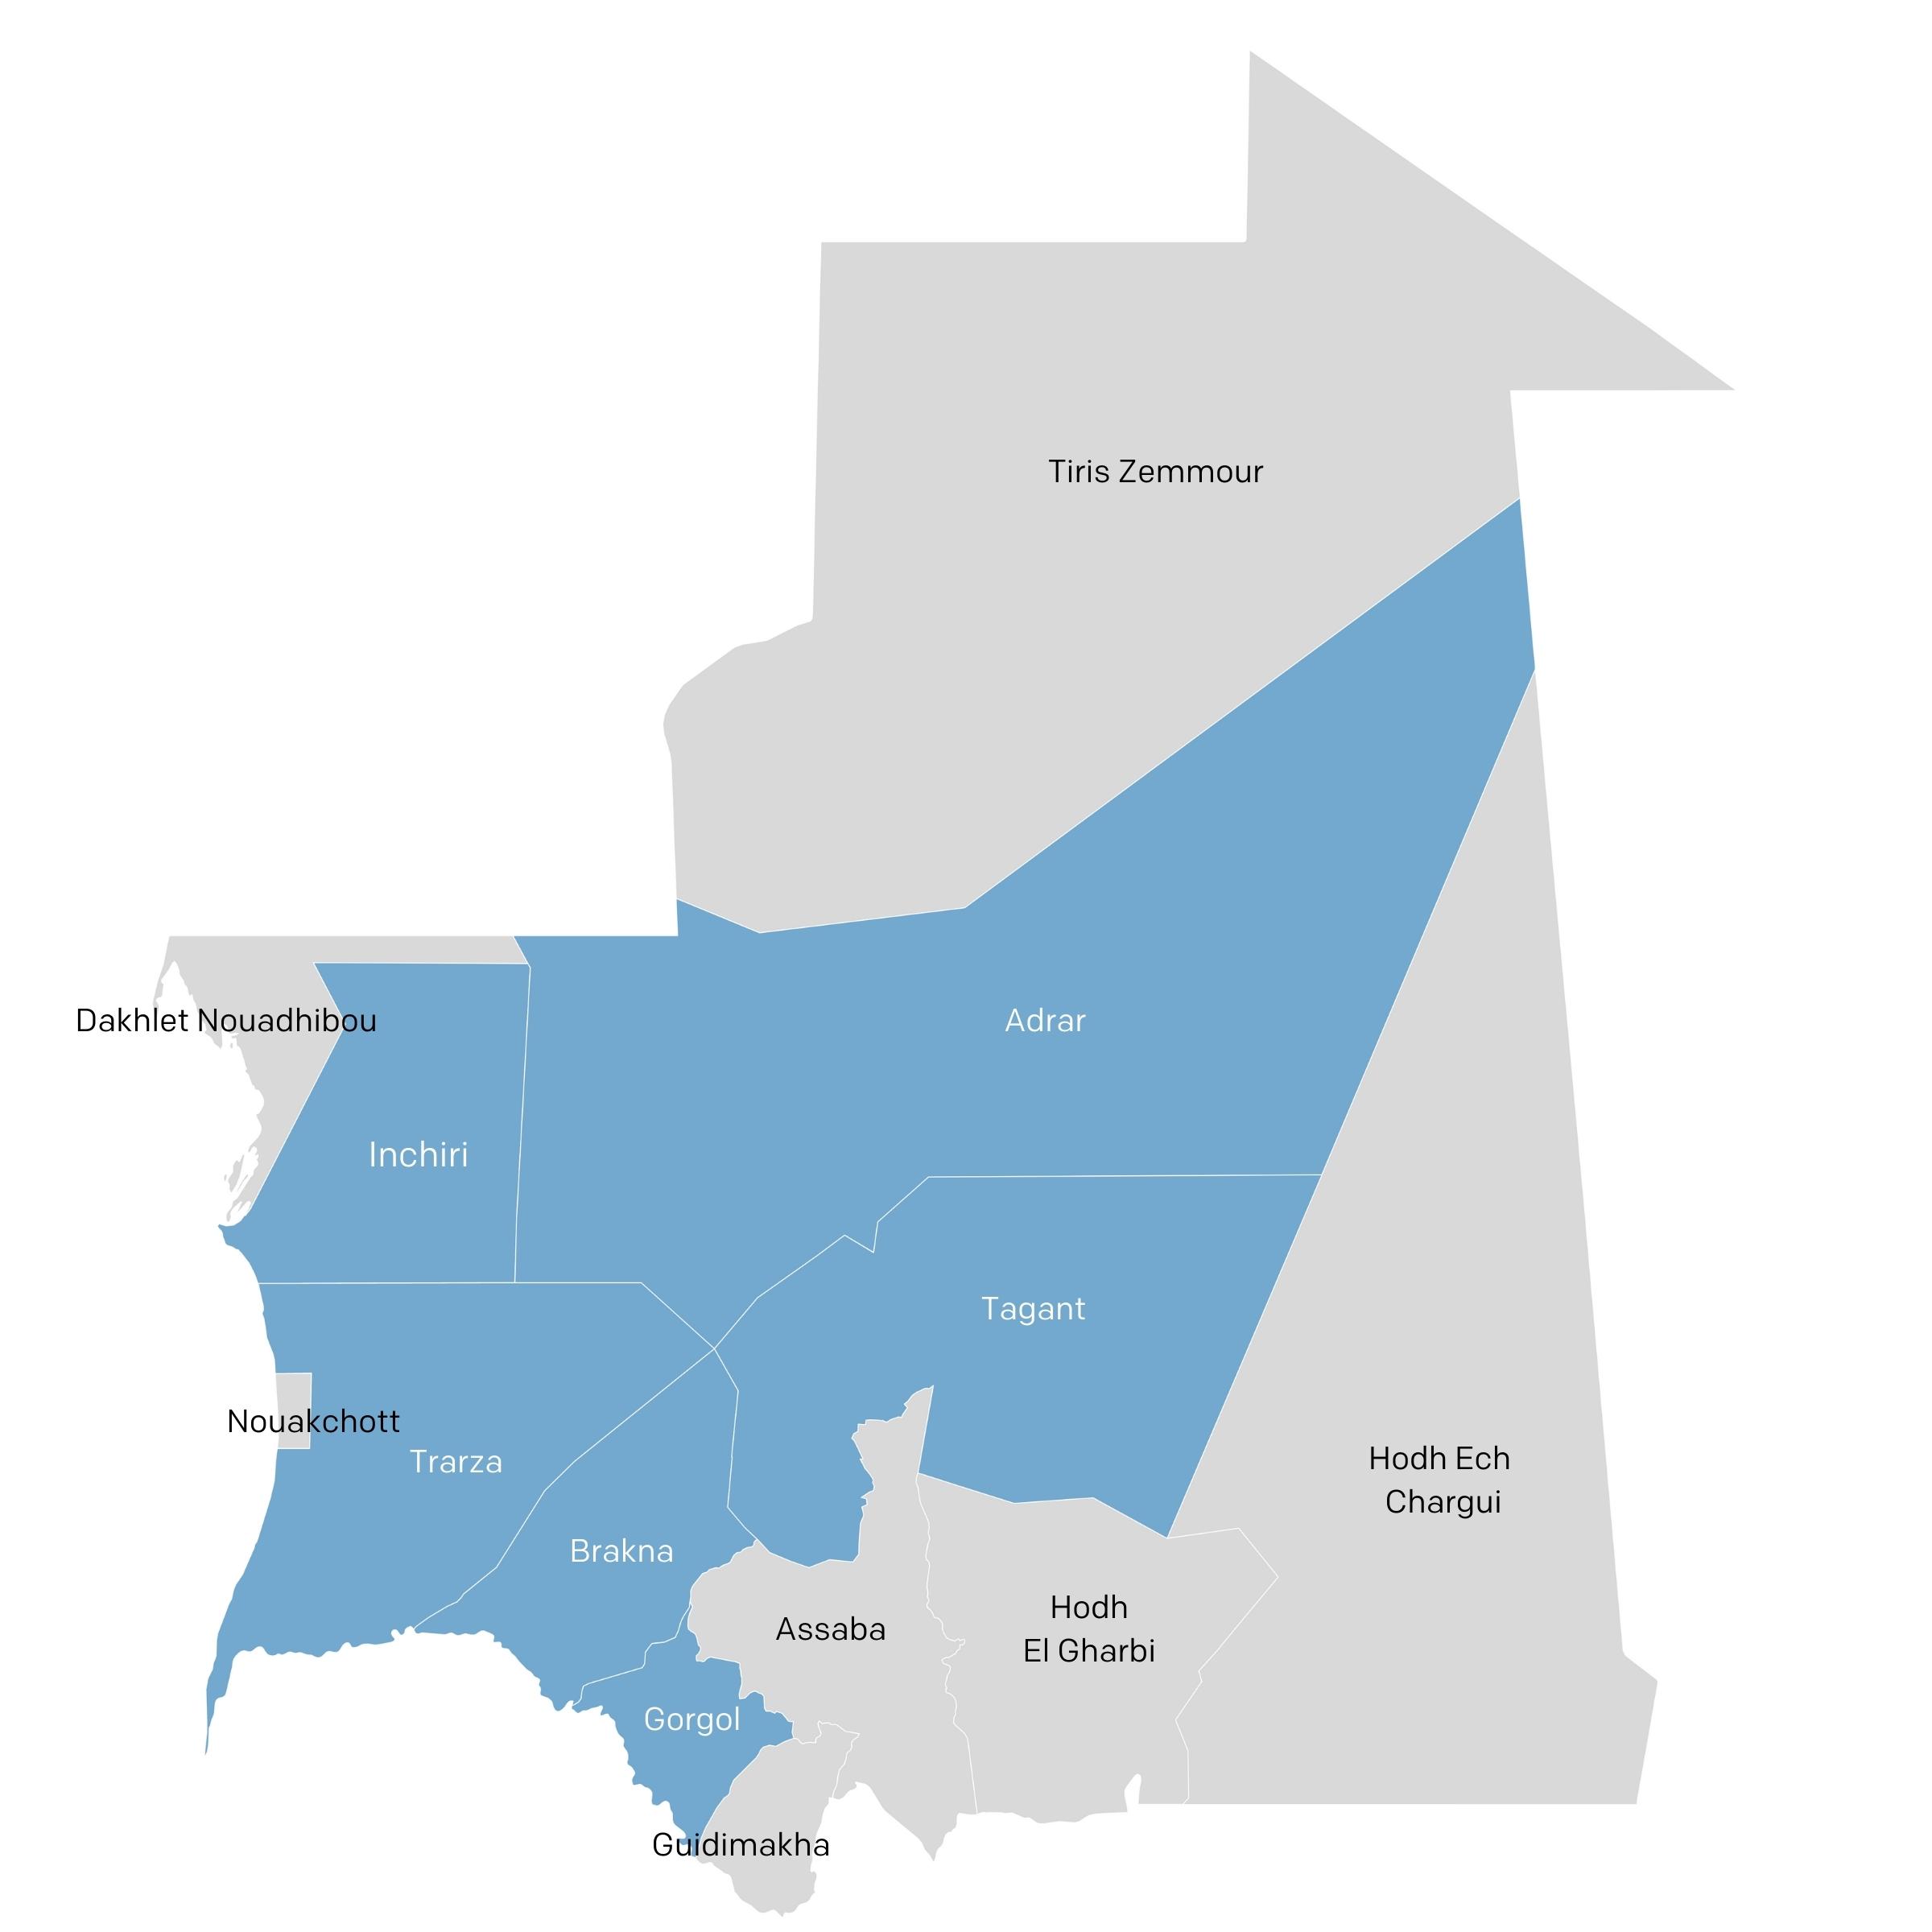 Tiris Zemmour
Dakhlet Nouadhibou
Adrar
Inchiri
Tagant
Nouakchott
Trarza
Hodh Ech
Chargui
Brakna
Assaba
Hodh
El Gharbi
Gorgol
Guidimakha